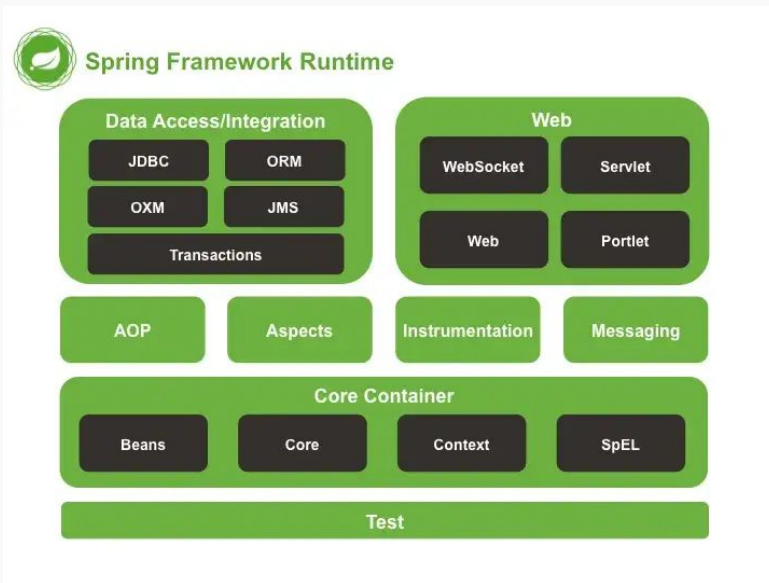 Spring Framework Runtime
Data Access/Integration
JDBC
ORM
OXM
JMS
Transactions
Web
WebSocket
Servlet
Web
Portlet
AOP
Aspects
Instrumentation
Messaging
Core Container
Beans
Core
Context
SpEL
Test